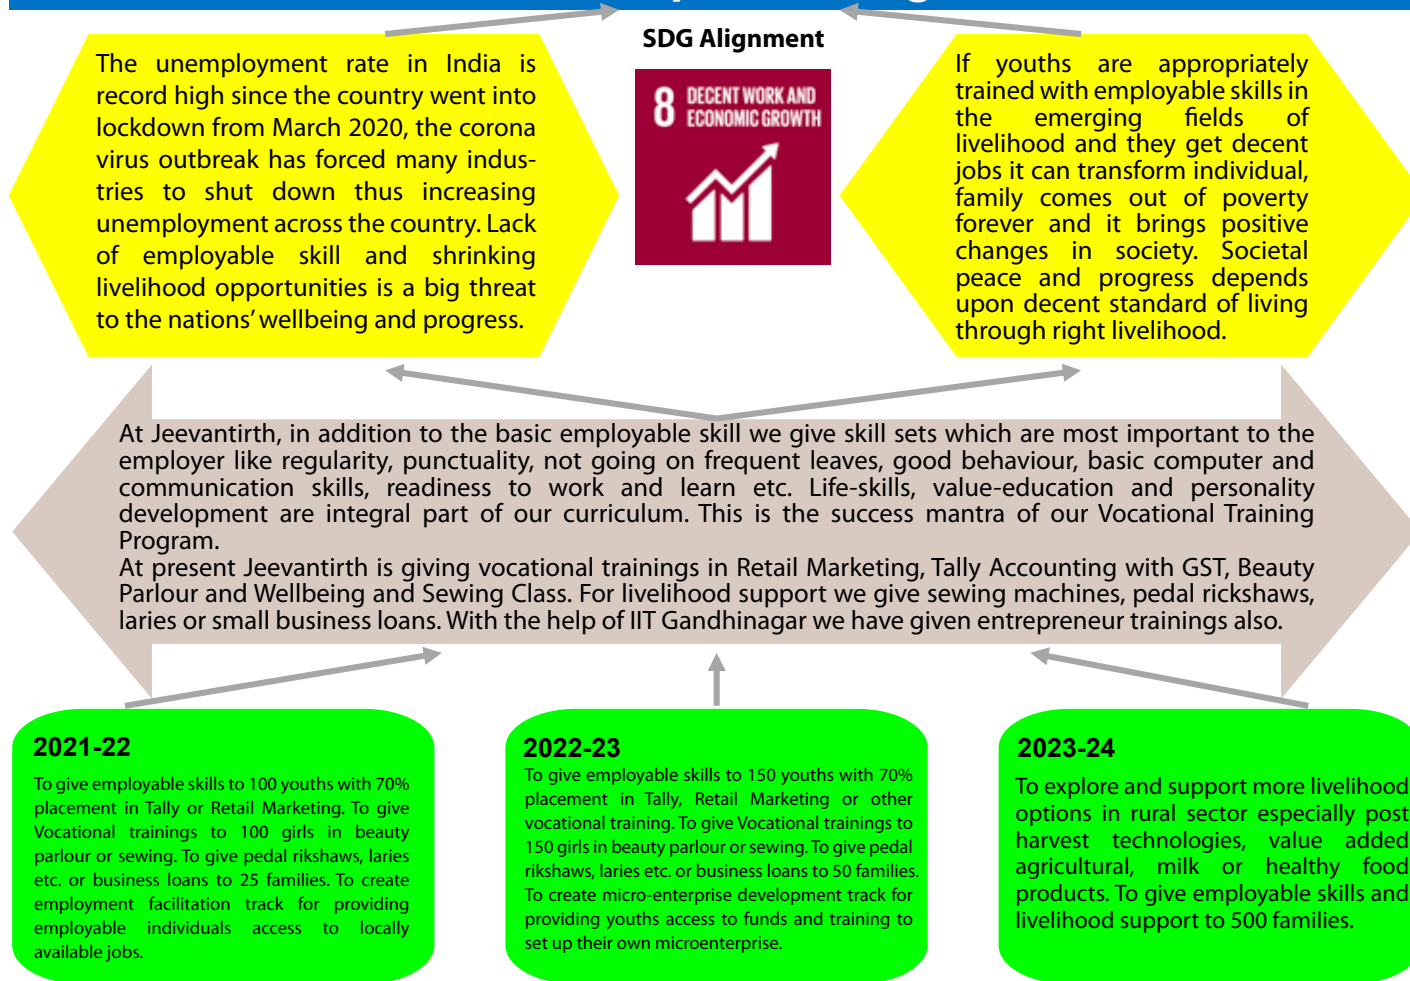 SDG Alignment
8 DECENT WORK AND
ECONOMIC GROWTH
The unemployment rate in India is
record high since the country went into
lockdown from March 2020, the corona
virus outbreak has forced many indus-
tries to shut down thus increasing
unemployment across the country. Lack
of employable skill and shrinking
livelihood opportunities is a big threat
to the nations' wellbeing and progress.
If youths are appropriately
trained with employable skills in
the emerging fields of
livelihood and they get decent
jobs it can transform individual,
family comes out of poverty
forever and it brings positive
changes in society. Societal
peace and progress depends
upon decent standard of living
through right livelihood.
At Jeevantirth, in addition to the basic employable skill we give skill sets which are most important to the
employer like regularity, punctuality, not going on frequent leaves, good behaviour, basic computer and
communication skills, readiness to work and learn etc. Life-skills, value-education and personality
development are integral part of our curriculum. This is the success mantra of our Vocational Training
Program.
At present Jeevantirth is giving vocational trainings in Retail Marketing, Tally Accounting with GST, Beauty
Parlour and Wellbeing and Sewing Class. For livelihood support we give sewing machines, pedal rickshaws,
laries or small business loans. With the help of IIT Gandhinagar we have given entrepreneur trainings also.
2021-22
To give employable skills to 100 youths with 70%
placement in Tally or Retail Marketing. To give
Vocational trainings to 100 girls in beauty
parlour or sewing. To give pedal rikshaws, laries
etc. or business loans to 25 families. To create
employment facilitation track for providing
employable individuals access to locally
available jobs.
2022-23
To give employable skills to 150 youths with 70%
placement in Tally, Retail Marketing or other
vocational training. To give Vocational trainings to
150 girls in beauty parlour or sewing. To give pedal
rikshaws, laries etc. or business loans to 50 families.
To create micro-enterprise development track for
providing youths access to funds and training to
set up their own microenterprise.
2023-24
To explore and support more livelihood
options in rural sector especially post
harvest technologies, value added
agricultural, milk or healthy food
products. To give employable skills and
livelihood support to 500 families.